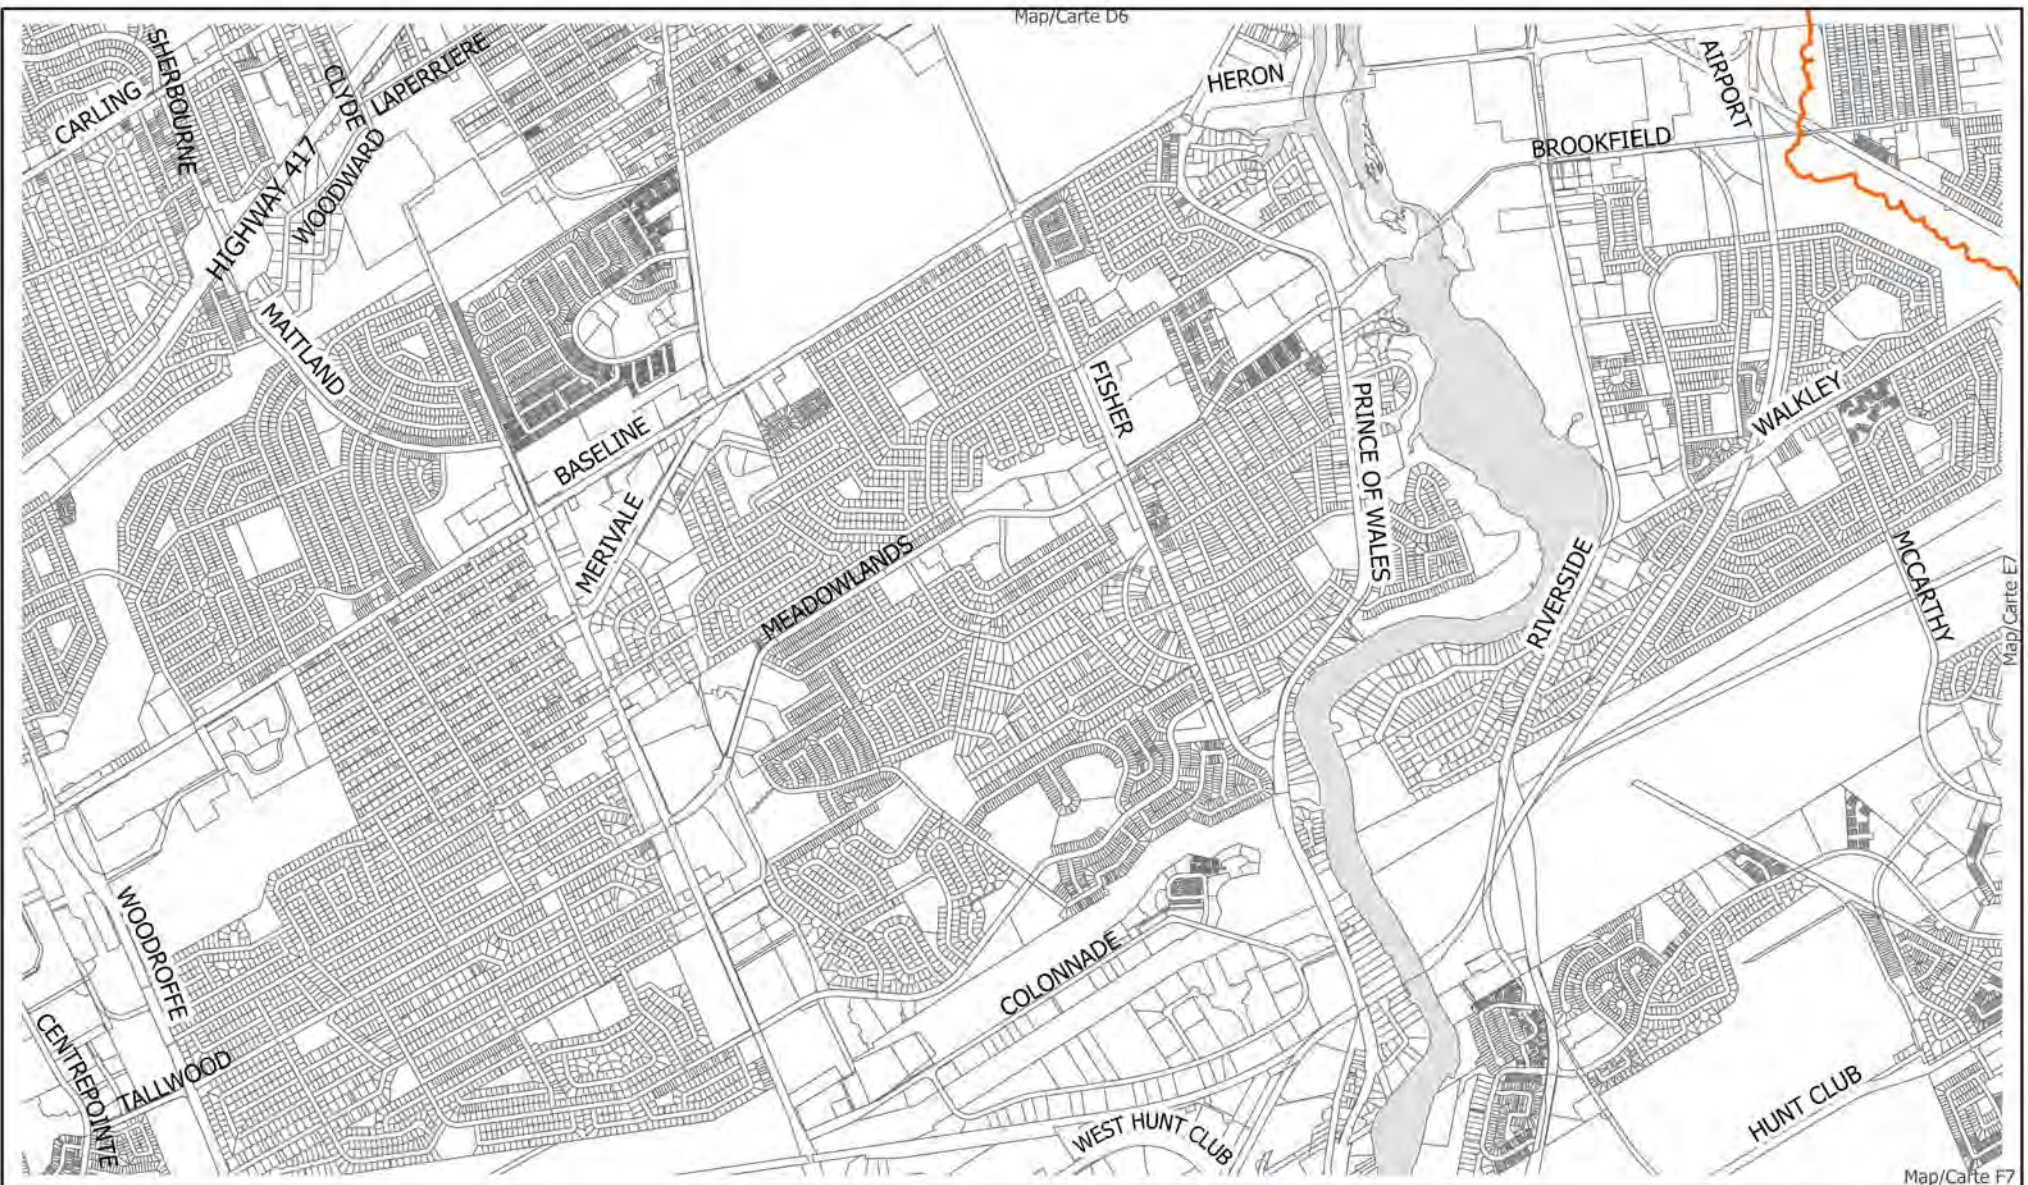 Map/Carte D6
SHERBOURNE
CLYDE
LAPERRIERE
CARLING
HERON
AIRPORT
BROOKFIELD
HIGHWAY 417
WOODWARD
MAITLAND
FISHER
PRINCE OF WALES
WALKLEY
BASELINE
MERIVALE
MEADOWLANDS
RIVERSIDE
MCCARTHY
Map/Carte E7
WOODROFFE
COLONNADE
CENTREPOINTE
TALLWOOD
WEST HUNT CLUB
HUNT CLUB
Map/Carte F7